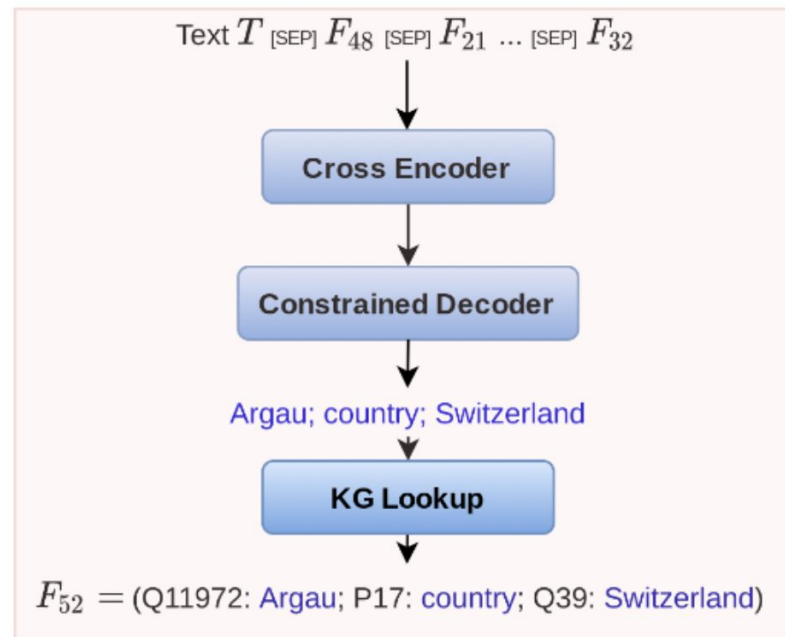 Text T [SEP] F48 [SEP] F21 ... [SEP] F32
Cross Encoder
Constrained Decoder
Argau; country; Switzerland
KG Lookup
F52 = (Q11972: Argau; P17: country; Q39: Switzerland)